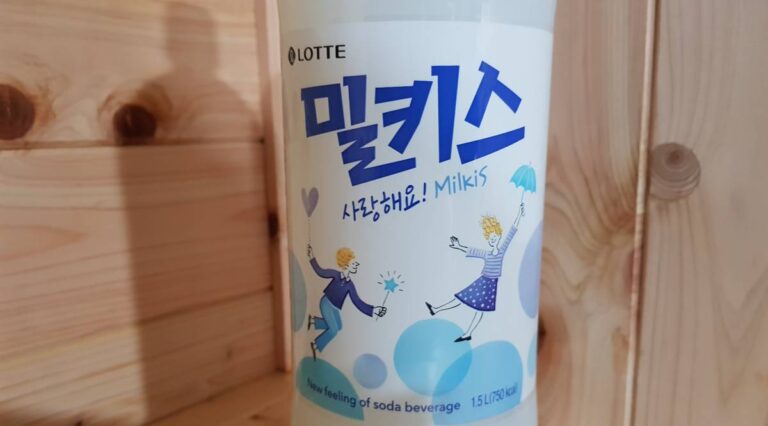 LOTTE
밀키스
사랑해요! Milkis
New feeling of soda beverage 1.5 L(750 kcal)